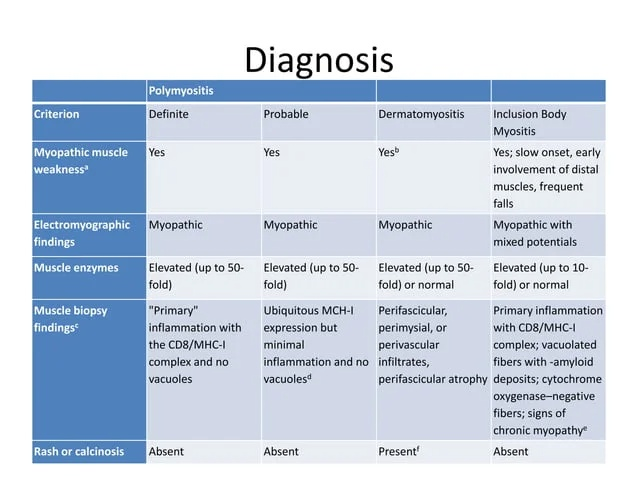 Diagnosis
Polymyositis
Criterion Definite Probable Dermatomyositis Inclusion Body
Myositis
Myopathic muscle Yes Yes Yesᵇ Yes; slow onset, early
weaknessᵃ involvement of distal
muscles, frequent
falls
Electromyographic Myopathic Myopathic Myopathic Myopathic with
findings mixed potentials
Muscle enzymes Elevated (up to 50- Elevated (up to 50- Elevated (up to 50- Elevated (up to 10-
fold) fold) fold) or normal fold) or normal
Muscle biopsy "Primary" Ubiquitous MCH-I Perifascicular, Primary inflammation
findingsᶜ inflammation with expression but perimysial, or with CD8/MHC-I
the CD8/MHC-I minimal perivascular complex; vacuolated
complex and no inflammation and no infiltrates, fibers with -amyloid
vacuoles vacuolesᵈ perifascicular atrophy deposits; cytochrome
oxygenase–negative
fibers; signs of
chronic myopathyᵉ
Rash or calcinosis Absent Absent Presentᶠ Absent